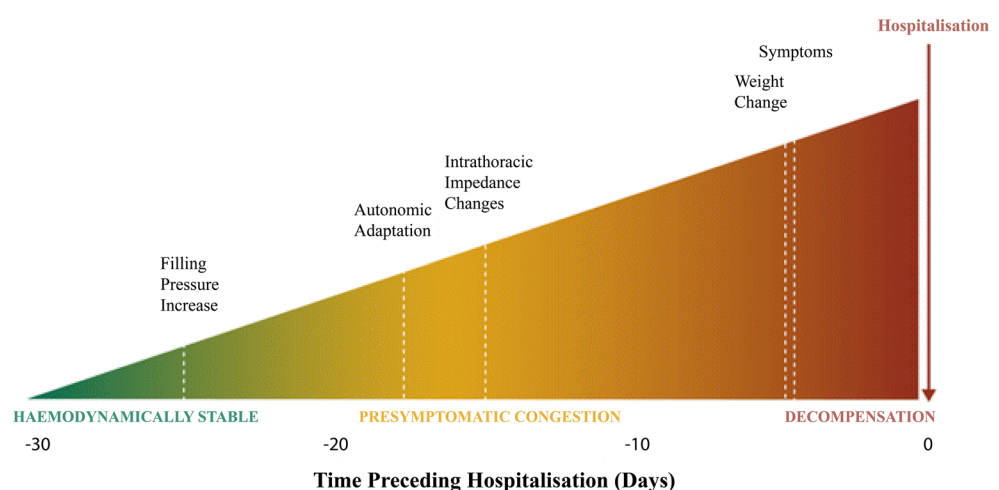 Hospitalisation
Symptoms
Weight
Change
Intrathoracic
Impedance
Changes
Autonomic
Adaptation
Filling
Pressure
Increase
HAEMODYNAMICALLY STABLE
PRESYMPTOMATIC CONGESTION
DECOMPENSATION
-30
-20
-10
0
Time Preceding Hospitalisation (Days)